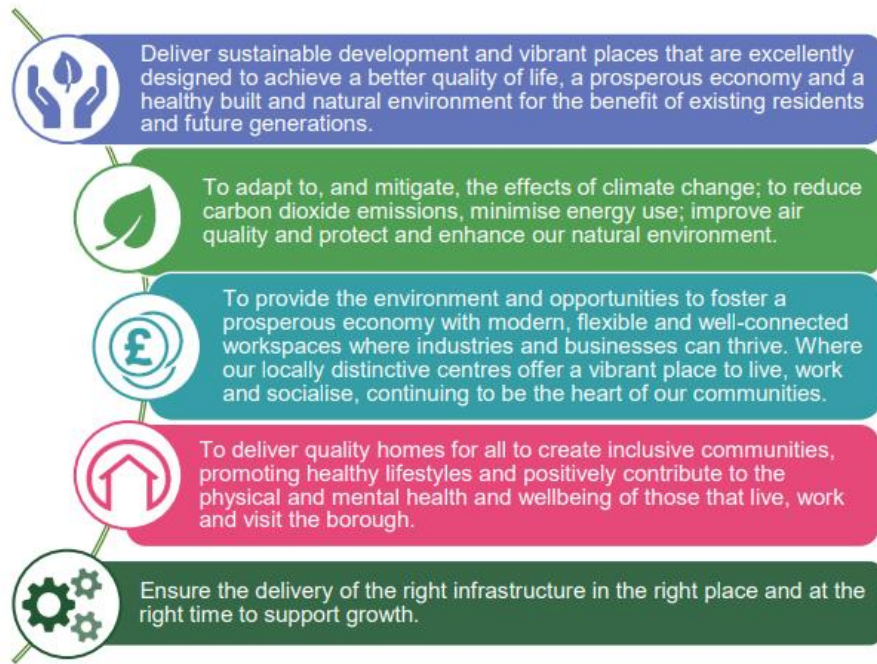 Deliver sustainable development and vibrant places that are excellently
designed to achieve a better quality of life, a prosperous economy and a
healthy built and natural environment for the benefit of existing residents
and future generations.
To adapt to, and mitigate, the effects of climate change; to reduce
carbon dioxide emissions, minimise energy use; improve air
quality and protect and enhance our natural environment.
£
To provide the environment and opportunities to foster a
prosperous economy with modern, flexible and well-connected
workspaces where industries and businesses can thrive. Where
our locally distinctive centres offer a vibrant place to live, work
and socialise, continuing to be the heart of our communities.
To deliver quality homes for all to create inclusive communities,
promoting healthy lifestyles and positively contribute to the
physical and mental health and wellbeing of those that live, work
and visit the borough.
Ensure the delivery of the right infrastructure in the right place and at the
right time to support growth.